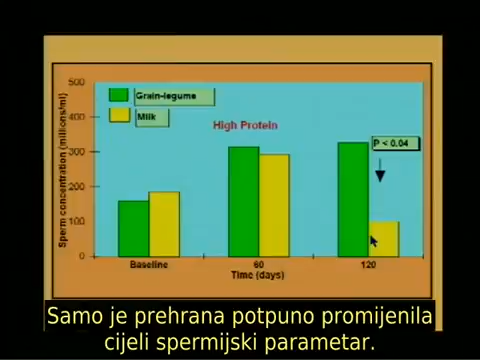 500
400
300
200
100
0
Sperm concentration (millions/ml)
Grain-legume
Milk
High Protein
P < 0.04
Baseline
60
120
Time (days)
Samo je prehrana potpuno promijenila
cijeli spermijski parametar.